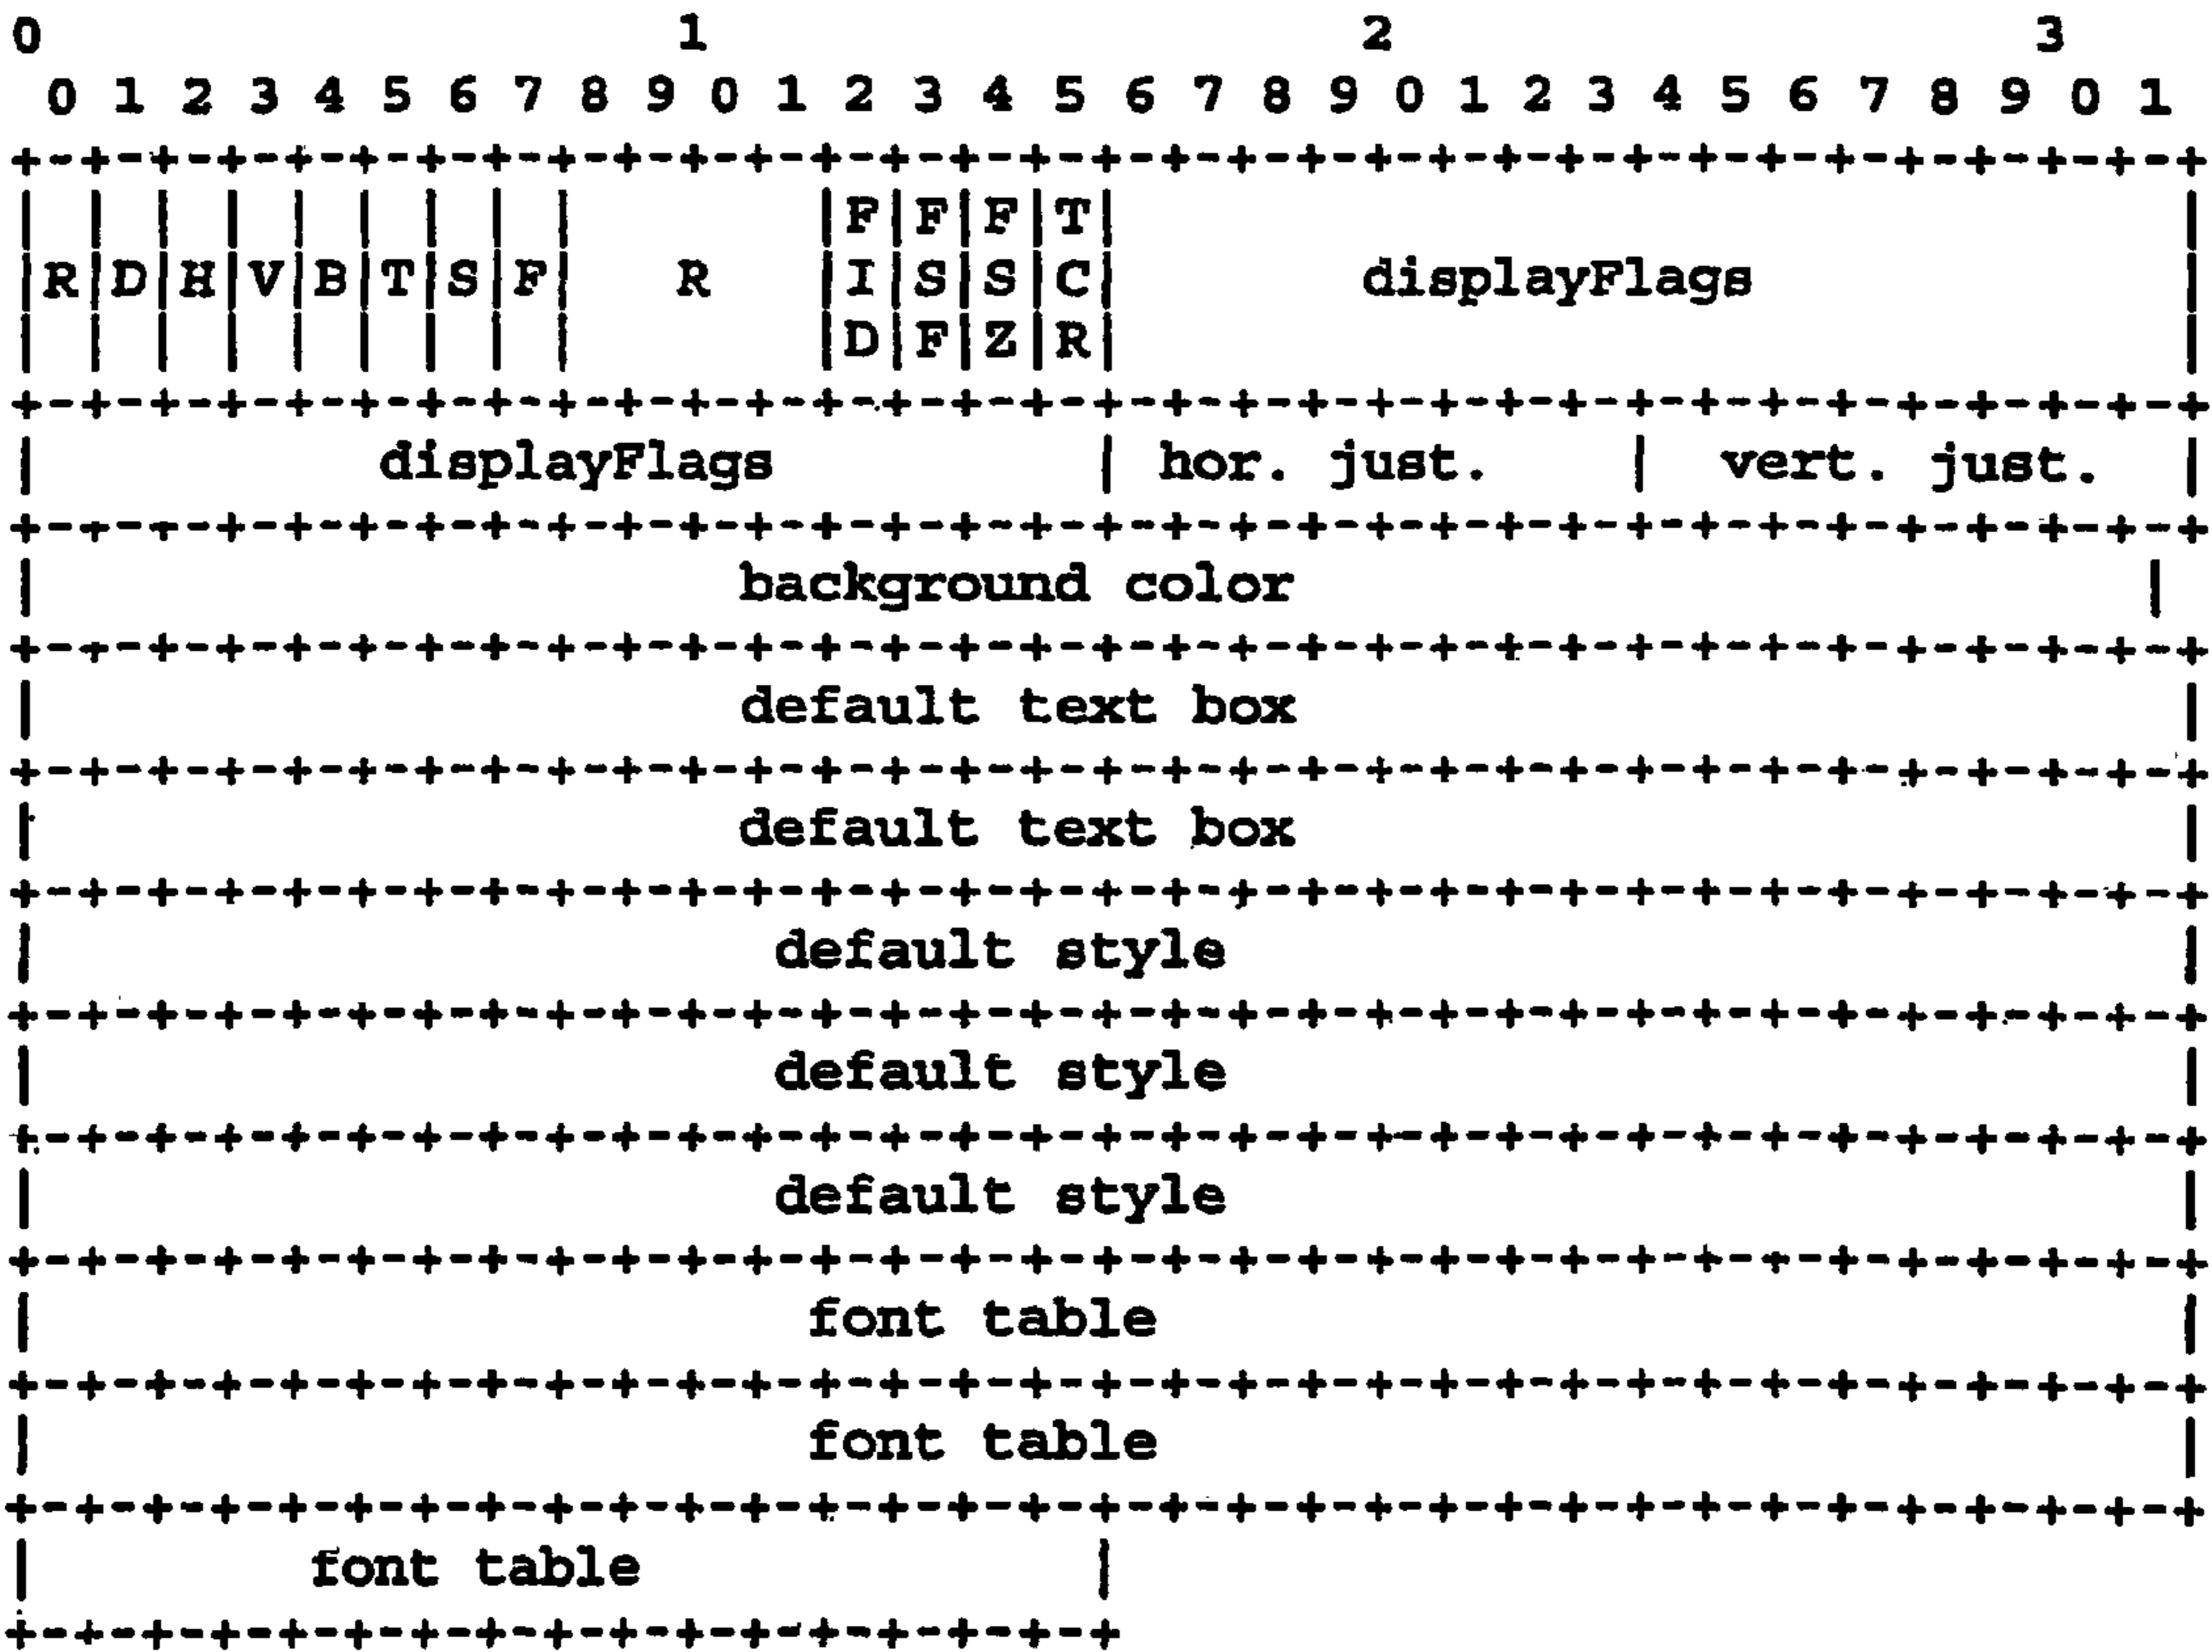 0                   1                   2                   3
 0 1 2 3 4 5 6 7 8 9 0 1 2 3 4 5 6 7 8 9 0 1 2 3 4 5 6 7 8 9 0 1
+-+-+-+-+-+-+-+-+-+-+-+-+-+-+-+-+-+-+-+-+-+-+-+-+-+-+-+-+-+-+-+-+
| | | | | | | | |       |F|F|F|T|                               |
|R|D|H|V|B|T|S|F|   R   |I|S|S|C|       displayFlags            |
| | | | | | | | |       |D|F|Z|R|                               |
+-+-+-+-+-+-+-+-+-+-+-+-+-+-+-+-+-+-+-+-+-+-+-+-+-+-+-+-+-+-+-+-+
|          displayFlags         | hor. just.    |  vert. just.  |
+-+-+-+-+-+-+-+-+-+-+-+-+-+-+-+-+-+-+-+-+-+-+-+-+-+-+-+-+-+-+-+-+
|                    background color                          |
+-+-+-+-+-+-+-+-+-+-+-+-+-+-+-+-+-+-+-+-+-+-+-+-+-+-+-+-+-+-+-+-+
|                    default text box                           |
+-+-+-+-+-+-+-+-+-+-+-+-+-+-+-+-+-+-+-+-+-+-+-+-+-+-+-+-+-+-+-+-+
|                    default text box                           |
+-+-+-+-+-+-+-+-+-+-+-+-+-+-+-+-+-+-+-+-+-+-+-+-+-+-+-+-+-+-+-+-+
|                     default style                             |
+-+-+-+-+-+-+-+-+-+-+-+-+-+-+-+-+-+-+-+-+-+-+-+-+-+-+-+-+-+-+-+-+
|                     default style                             |
+-+-+-+-+-+-+-+-+-+-+-+-+-+-+-+-+-+-+-+-+-+-+-+-+-+-+-+-+-+-+-+-+
|                     default style                             |
+-+-+-+-+-+-+-+-+-+-+-+-+-+-+-+-+-+-+-+-+-+-+-+-+-+-+-+-+-+-+-+-+
|                      font table                               |
+-+-+-+-+-+-+-+-+-+-+-+-+-+-+-+-+-+-+-+-+-+-+-+-+-+-+-+-+-+-+-+-+
|                      font table                               |
+-+-+-+-+-+-+-+-+-+-+-+-+-+-+-+-+-+-+-+-+-+-+-+-+-+-+-+-+-+-+-+-+
|        font table             |
+-+-+-+-+-+-+-+-+-+-+-+-+-+-+-+-+